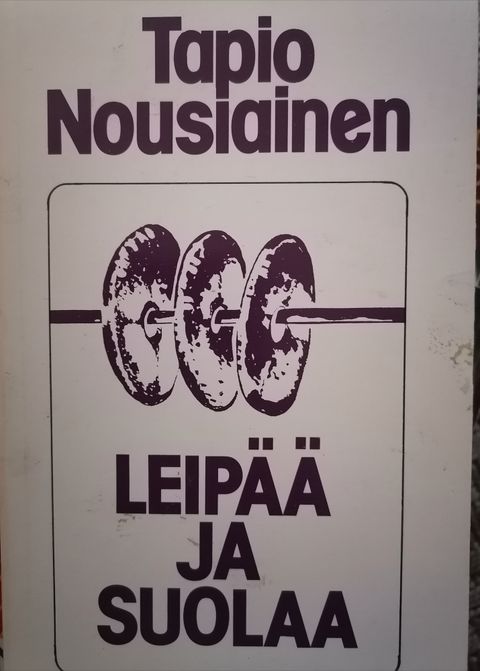 Tapio
Nousiainen
LEIPÄÄ
JA
SUOLAA